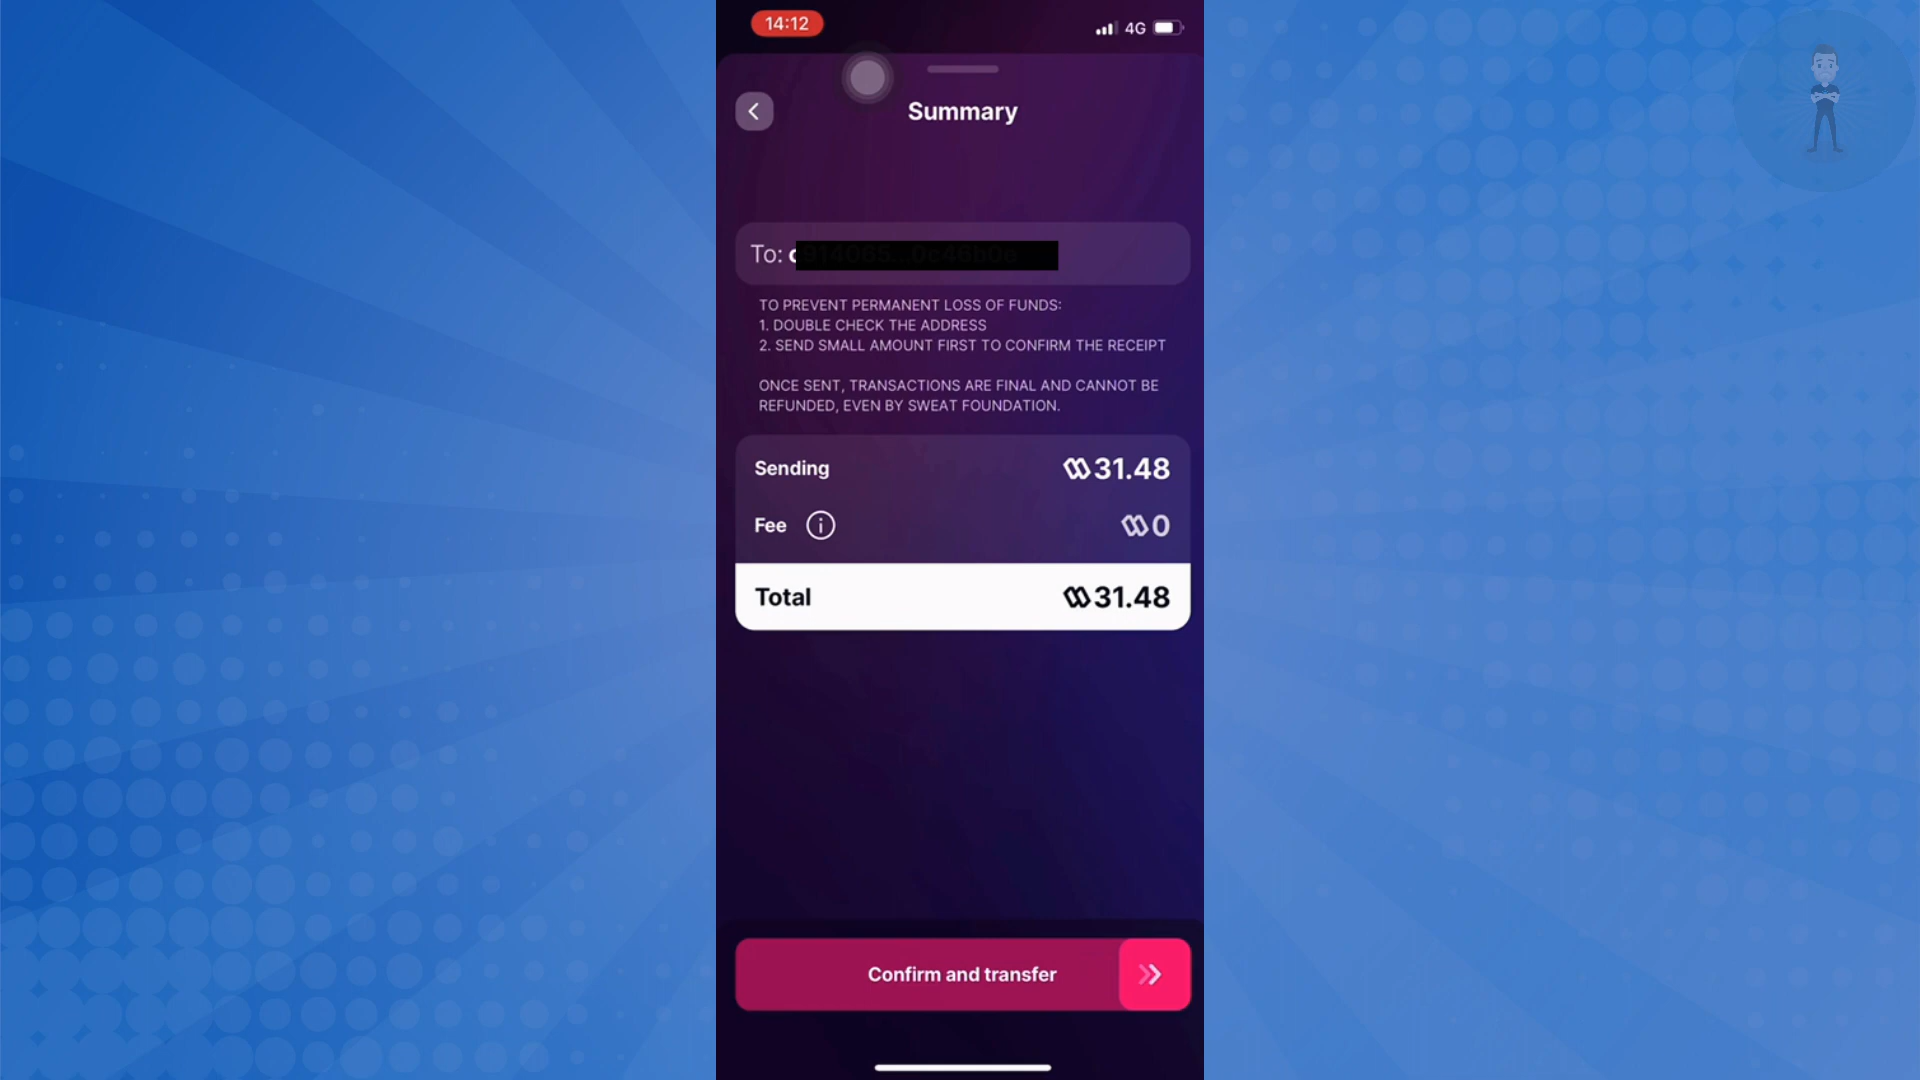 14:12
4G
Summary
To:
TO PREVENT PERMANENT LOSS OF FUNDS:
1. DOUBLE CHECK THE ADDRESS
2. SEND SMALL AMOUNT FIRST TO CONFIRM THE RECEIPT
ONCE SENT, TRANSACTIONS ARE FINAL AND CANNOT BE
REFUNDED, EVEN BY SWEAT FOUNDATION.
Sending 31.48
Fee 0
Total 31.48
Confirm and transfer